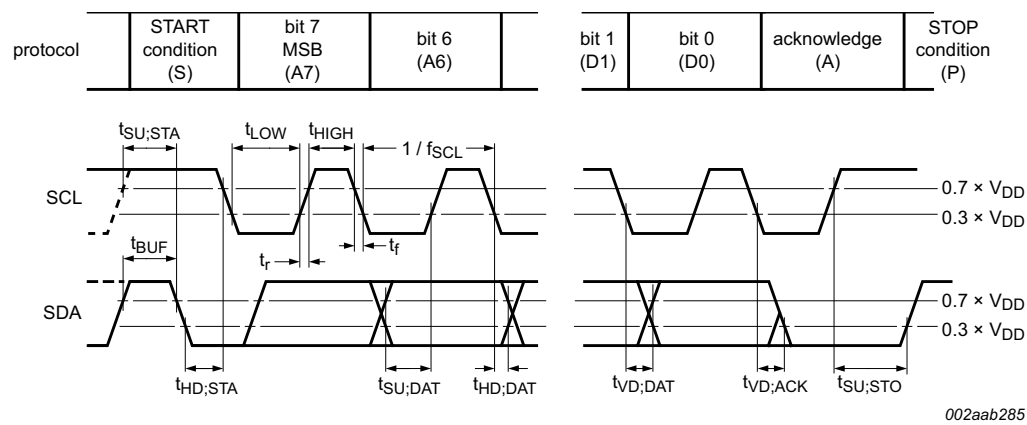 protocol
START
condition
(S)
bit 7
MSB
(A7)
bit 6
(A6)
bit 1
(D1)
bit 0
(D0)
acknowledge
(A)
STOP
condition
(P)
tSU;STA
tLOW
tHIGH
1 / fSCL
SCL
0.7 × VDD
0.3 × VDD
tBUF
tr
tf
SDA
0.7 × VDD
0.3 × VDD
tHD;STA
tSU;DAT
tHD;DAT
tVD;DAT
tVD;ACK
tSU;STO
002aab285